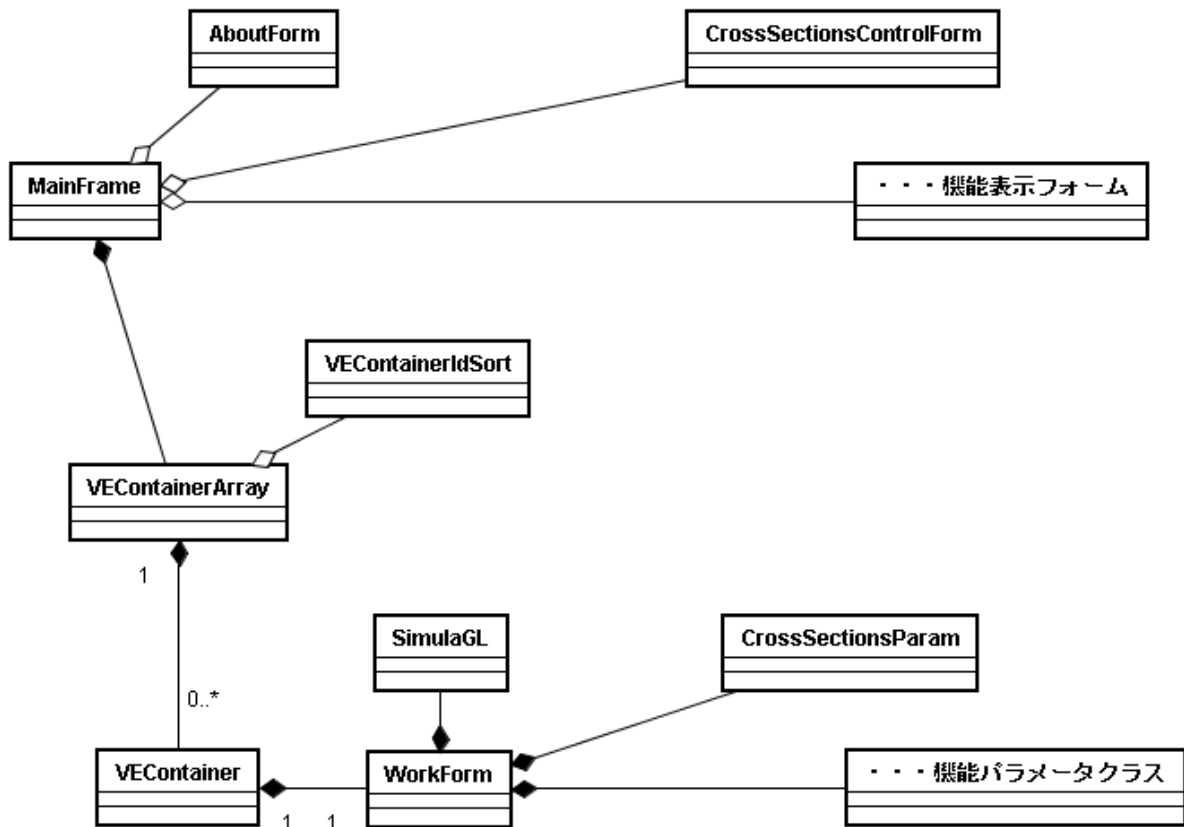 AboutForm
CrossSectionsControlForm
MainFrame
・・・機能表示フォーム
VEContainerIdSort
VEContainerArray
1
0..*
SimulaGL
CrossSectionsParam
VEContainer
WorkForm
・・・機能パラメータクラス
1 1